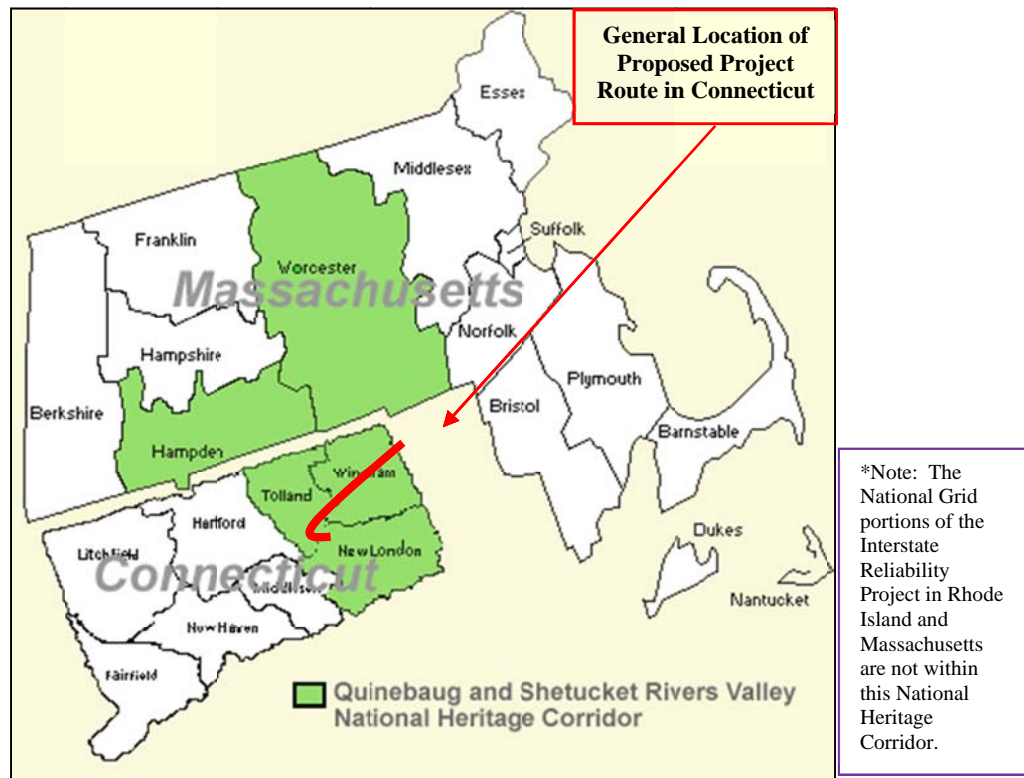 General Location of
Proposed Project
Route in Connecticut
Essex
Middlesex
Suffolk
Franklin
Worcester
Massachusetts
Norfolk
Hampshire
Plymouth
Berkshire
Bristol
Barnstable
Hampden
Windham
Tolland
Hartford
Dukes
Litchfield
New London
Connecticut
Middlesex
Nantucket
New Haven
Fairfield
Quinebaug and Shetucket Rivers Valley
National Heritage Corridor
*Note: The
National Grid
portions of the
Interstate
Reliability
Project in Rhode
Island and
Massachusetts
are not within
this National
Heritage
Corridor.